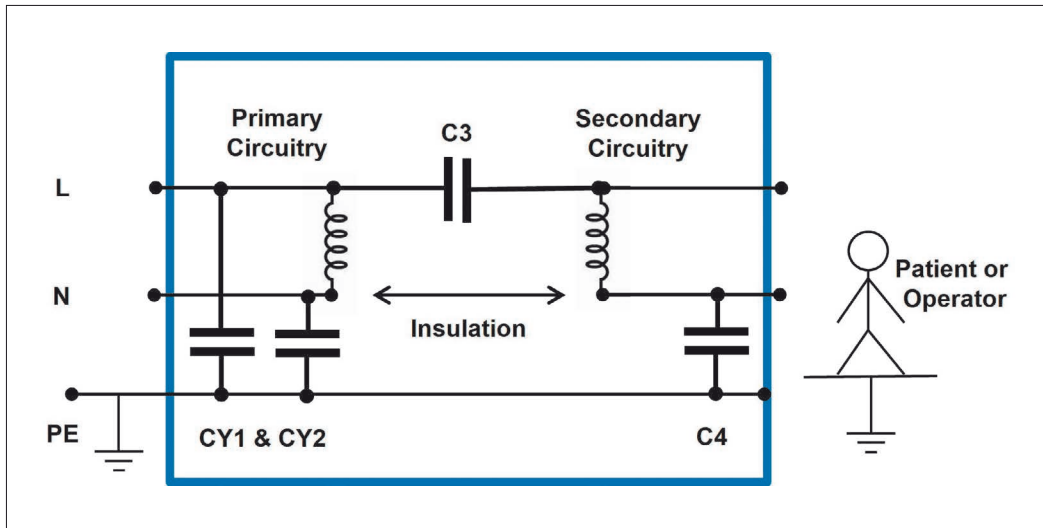 Primary
Circuitry
C3
Secondary
Circuitry
L
N
Insulation
Patient or
Operator
PE
CY1 & CY2
C4